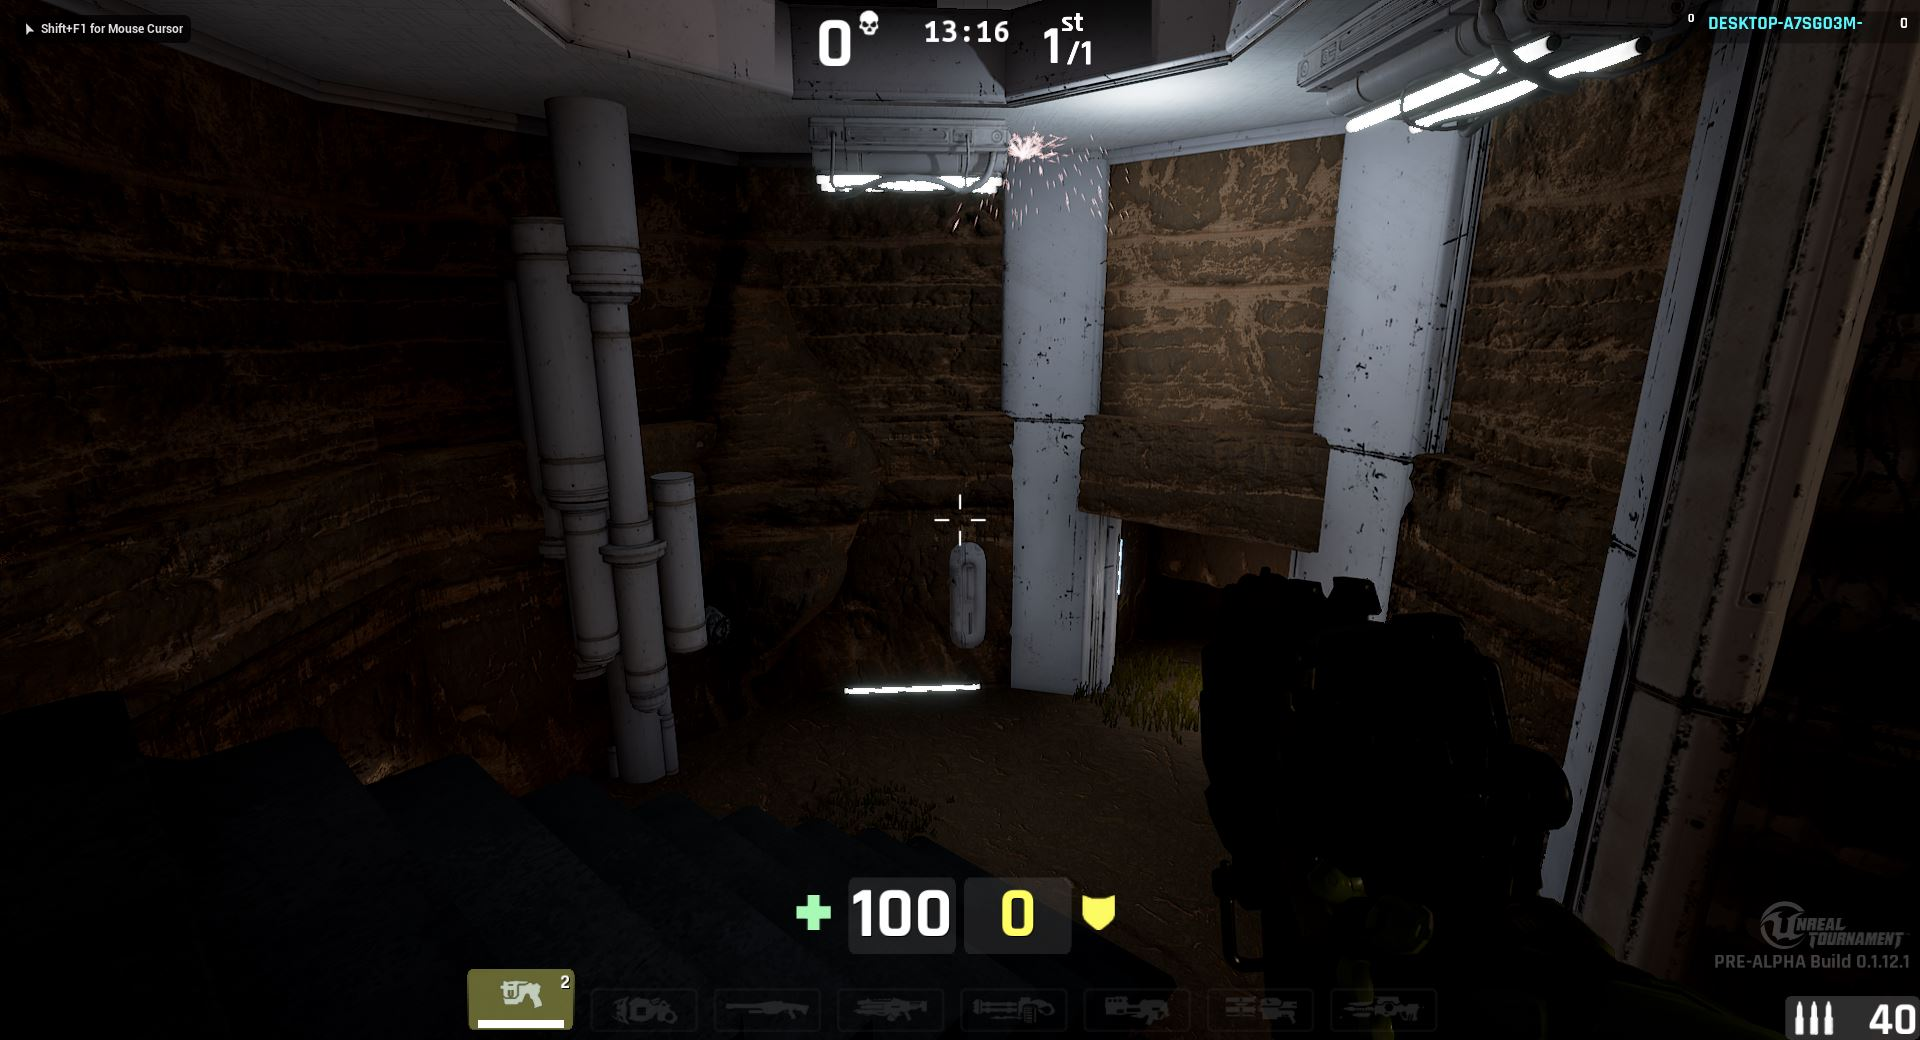 Shift+F1 for Mouse Cursor
0
13:16
1st/1
0 DESKTOP-A7SGO3M- 0
100 0
UNREAL
TOURNAMENT
PRE-ALPHA Build 0.1.12.1
2
40